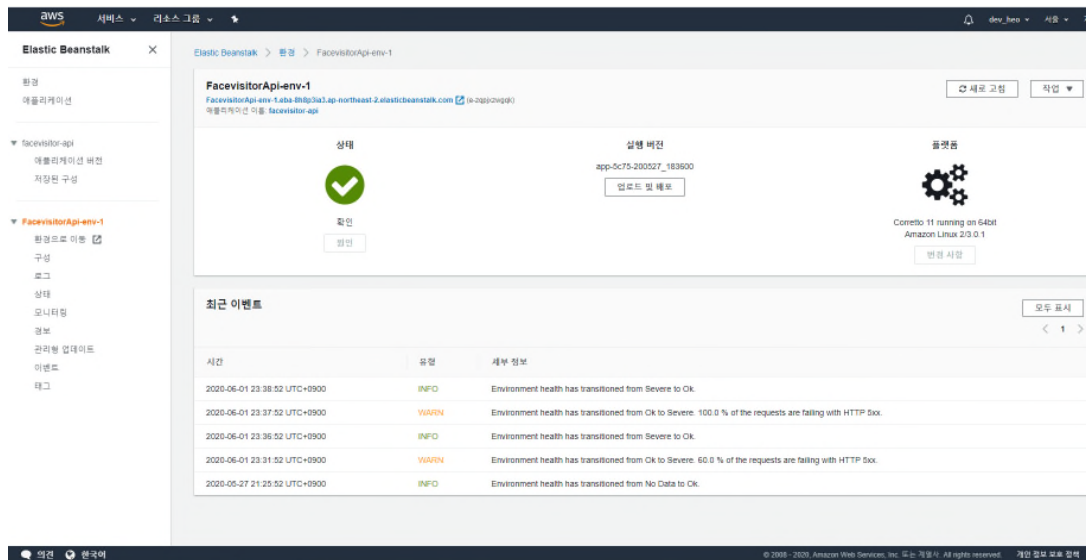 aws 서비스 리소스 그룹 dev_heo 서울
Elastic Beanstalk
환경
애플리케이션
facevisitor-api
애플리케이션 버전
저장된 구성
FacevisitorApi-env-1
환경으로 이동
구성
로그
상태
모니터링
경보
관리형 업데이트
이벤트
태그
Elastic Beanstalk > 환경 > FacevisitorApi-env-1
FacevisitorApi-env-1
애플리케이션 이름: facevisitor-api
새로 고침
작업
상태
확인
원인
실행 버전
app-5c75-200527_183600
업로드 및 배포
플랫폼
Corretto 11 running on 64bit
Amazon Linux 2/3.0.1
변경 사항
최근 이벤트
모두 표시
< 1 >
시간 유형 세부 정보
2020-06-01 23:38:52 UTC+0900 INFO Environment health has transitioned from Severe to Ok.
2020-06-01 23:37:52 UTC+0900 WARN Environment health has transitioned from Ok to Severe. 100.0 % of the requests are failing with HTTP 5xx.
2020-06-01 23:36:52 UTC+0900 INFO Environment health has transitioned from Severe to Ok.
2020-06-01 23:31:52 UTC+0900 WARN Environment health has transitioned from Ok to Severe. 60.0 % of the requests are failing with HTTP 5xx.
2020-05-27 21:25:52 UTC+0900 INFO Environment health has transitioned from No Data to Ok.
의견 한국어
© 2008 - 2020, Amazon Web Services, Inc. 또는 계열사. All rights reserved. 개인 정보 보호 정책